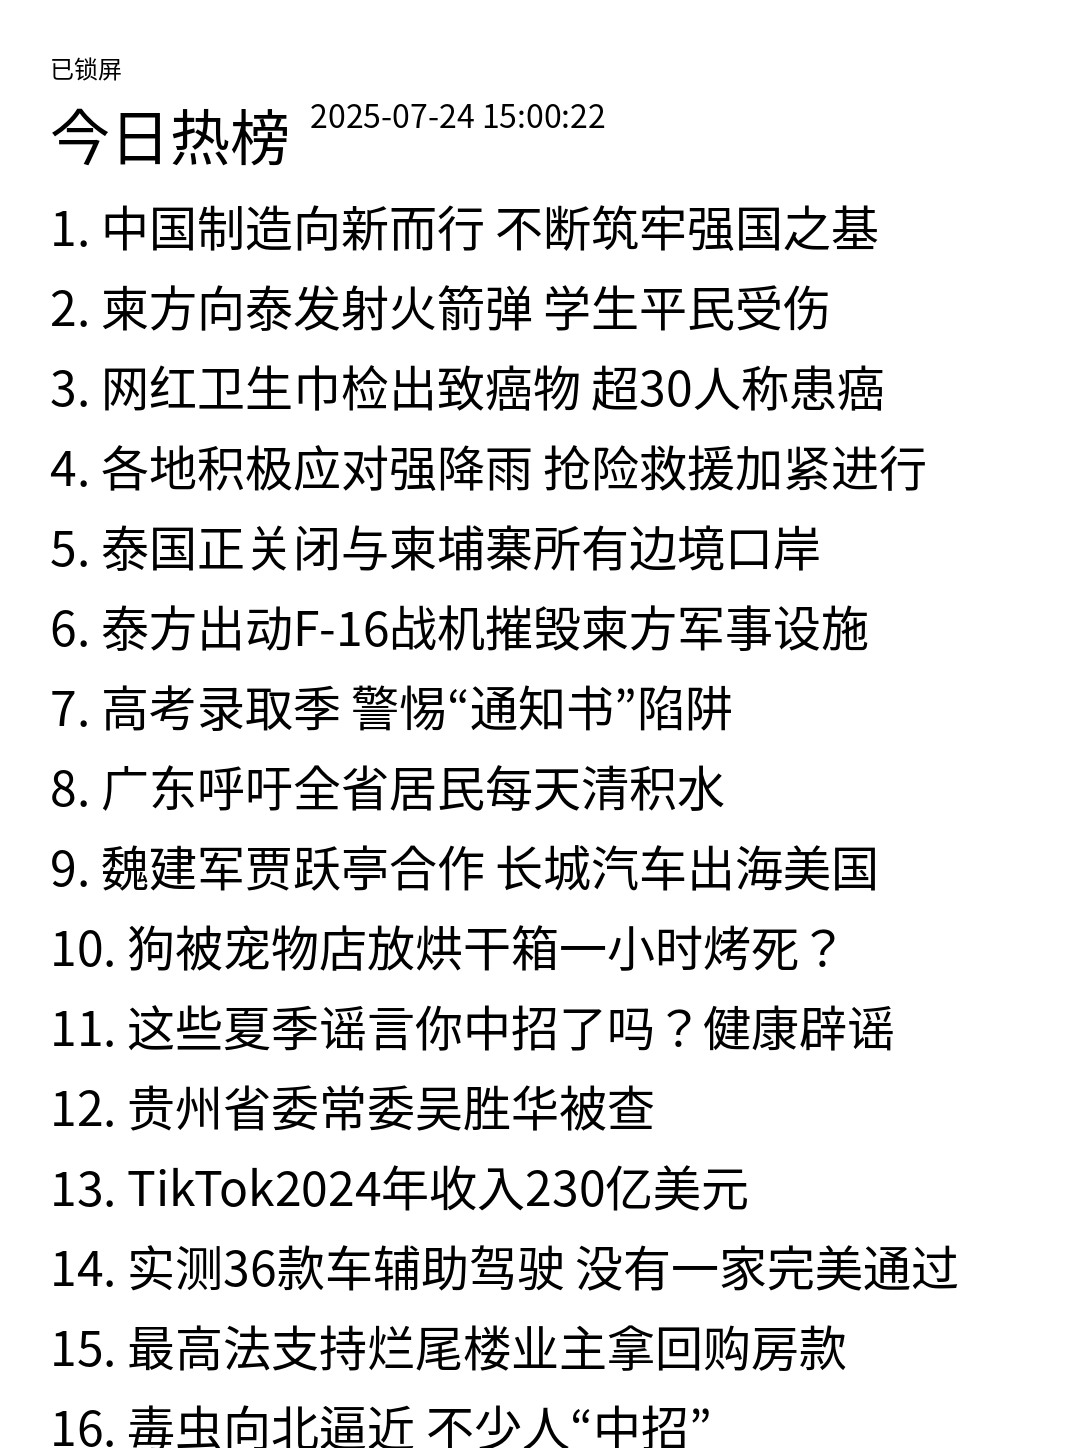 已锁屏
今日热榜 2025-07-24 15:00:22
1. 中国制造向新而行 不断筑牢强国之基
2. 柬方向泰发射火箭弹 学生平民受伤
3. 网红卫生巾检出致癌物 超30人称患癌
4. 各地积极应对强降雨 抢险救援加紧进行
5. 泰国正关闭与柬埔寨所有边境口岸
6. 泰方出动F-16战机摧毁柬方军事设施
7. 高考录取季 警惕“通知书”陷阱
8. 广东呼吁全省居民每天清积水
9. 魏建军贾跃亭合作 长城汽车出海美国
10. 狗被宠物店放烘干箱一小时烤死？
11. 这些夏季谣言你中招了吗？健康辟谣
12. 贵州省委常委吴胜华被查
13. TikTok2024年收入230亿美元
14. 实测36款车辅助驾驶 没有一家完美通过
15. 最高法支持烂尾楼业主拿回购房款
16. 毒虫向北逼近 不少人“中招”